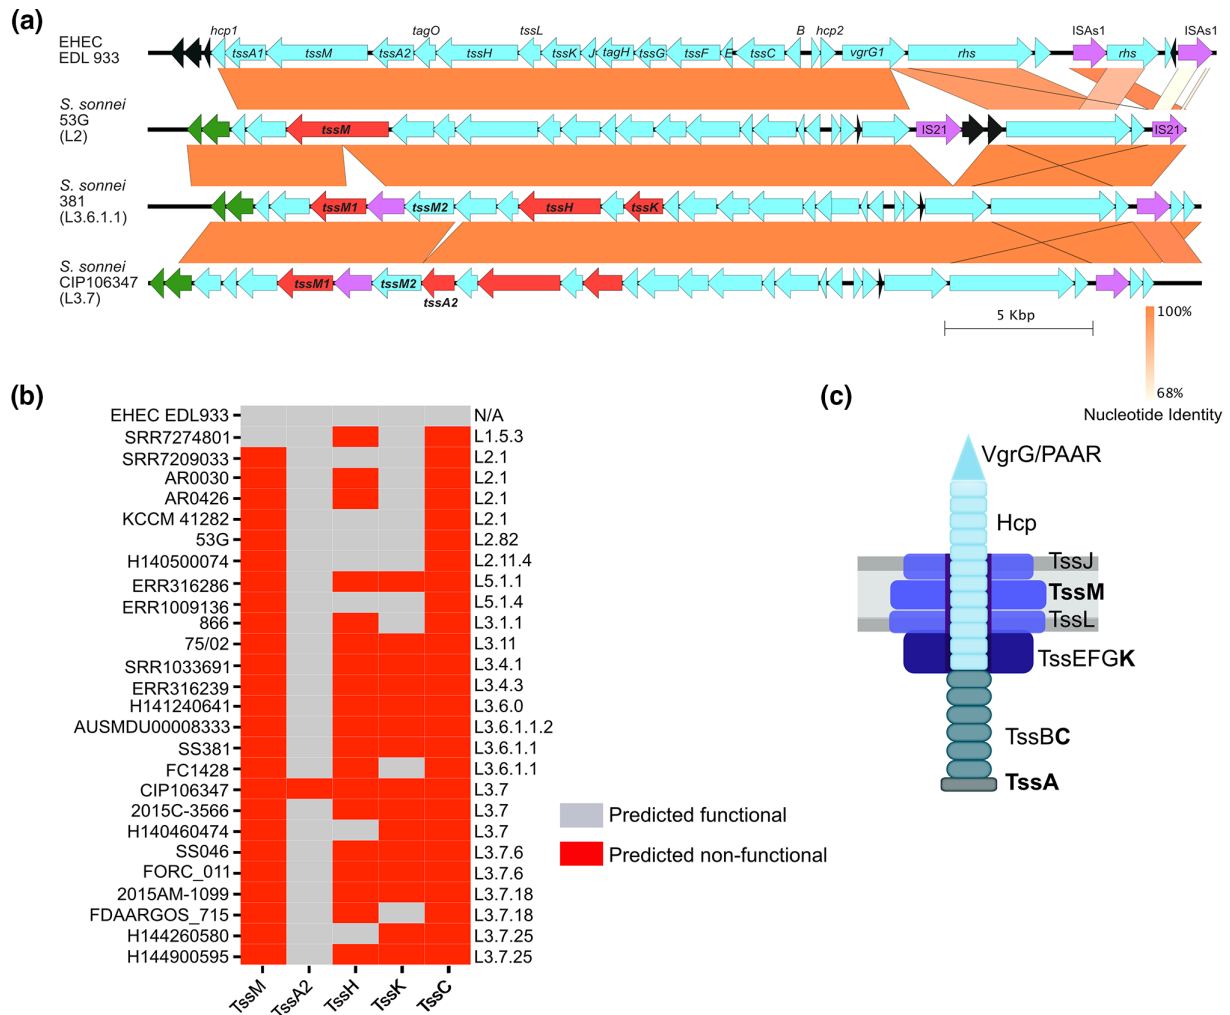 (a)
hcp1 tagO tssL B hcp2 ISAs1 ISAs1
EHEC
EDL 933
tssA1 tssM tssA2 tssH tssK J tagH tssG tssF E tssC vgrG1 rhs rhs
S. sonnei
53G
(L2)
tssM IS21 IS21
S. sonnei
381
(L3.6.1.1)
tssM1 tssM2 tssH tssK
S. sonnei
CIP106347
(L3.7)
tssM1 tssM2
tssA2
5 Kbp
100%
68%
Nucleotide Identity
(b)
EHEC EDL933 N/A
SRR7274801 L1.5.3
SRR7209033 L2.1
AR0030 L2.1
AR0426 L2.1
KCCM 41282 L2.1
53G L2.82
H140500074 L2.11.4
ERR316286 L5.1.1
ERR1009136 L5.1.4
866 L3.1.1
75/02 L3.11
SRR1033691 L3.4.1
ERR316239 L3.4.3
H141240641 L3.6.0
AUSMDU00008333 L3.6.1.1.2
SS381 L3.6.1.1
FC1428 L3.6.1.1
CIP106347 L3.7
2015C-3566 L3.7
H140460474 L3.7
SS046 L3.7.6
FORC_011 L3.7.6
2015AM-1099 L3.7.18
FDAARGOS_715 L3.7.18
H144260580 L3.7.25
H144900595 L3.7.25
TssM TssA2 TssH TssK TssC
Predicted functional
Predicted non-functional
(c)
VgrG/PAAR
Hcp
TssJ
TssM
TssL
TssEFGK
TssBC
TssA